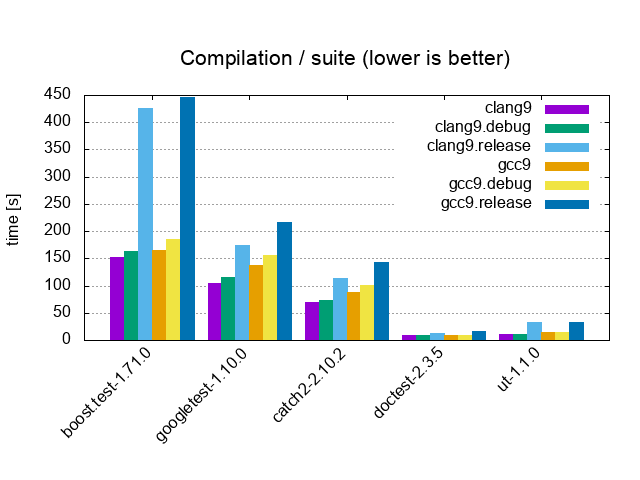 Compilation / suite (lower is better)
time [s]
450
400
350
300
250
200
150
100
50
0
clang9
clang9.debug
clang9.release
gcc9
gcc9.debug
gcc9.release
boost.test-1.71.0
googletest-1.10.0
catch2-2.10.2
doctest-2.3.5
ut-1.1.0